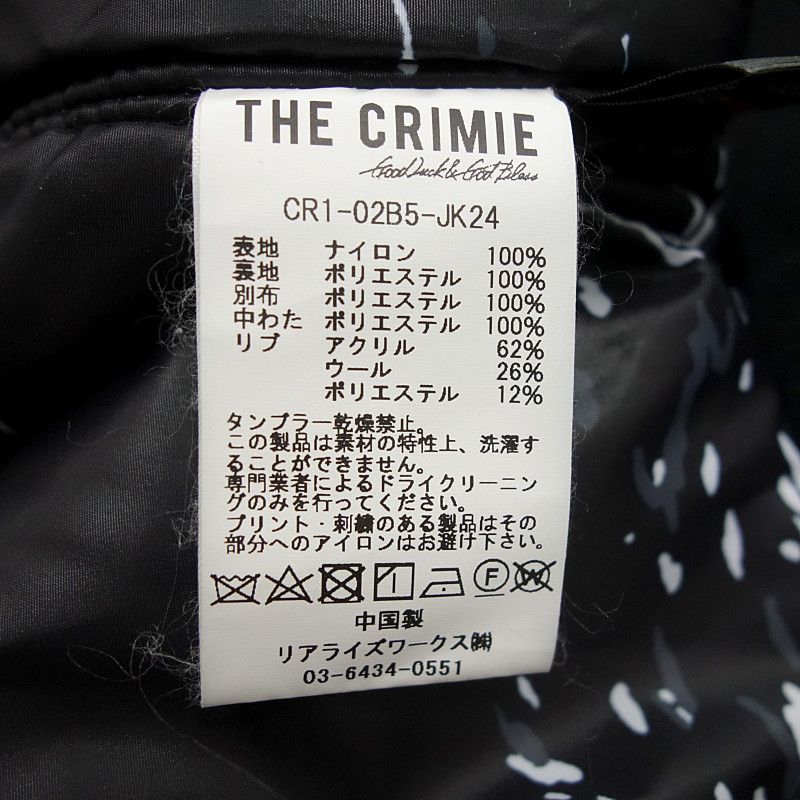 THE CRIMIE
Good Luck & God Bless
CR1-02B5-JK24
表地 ナイロン 100%
裏地 ポリエステル 100%
別布 ポリエステル 100%
中わた ポリエステル 100%
リブ アクリル 62%
ウール 26%
ポリエステル 12%
タンブラー乾燥禁止。
この製品は素材の特性上、洗濯す
ることができません。
専門業者によるドライクリーニン
グのみを行ってください。
プリント・刺繍のある製品はその
部分へのアイロンはお避け下さい。
F W
中国製
リアライズワークス㈱
03-6434-0551